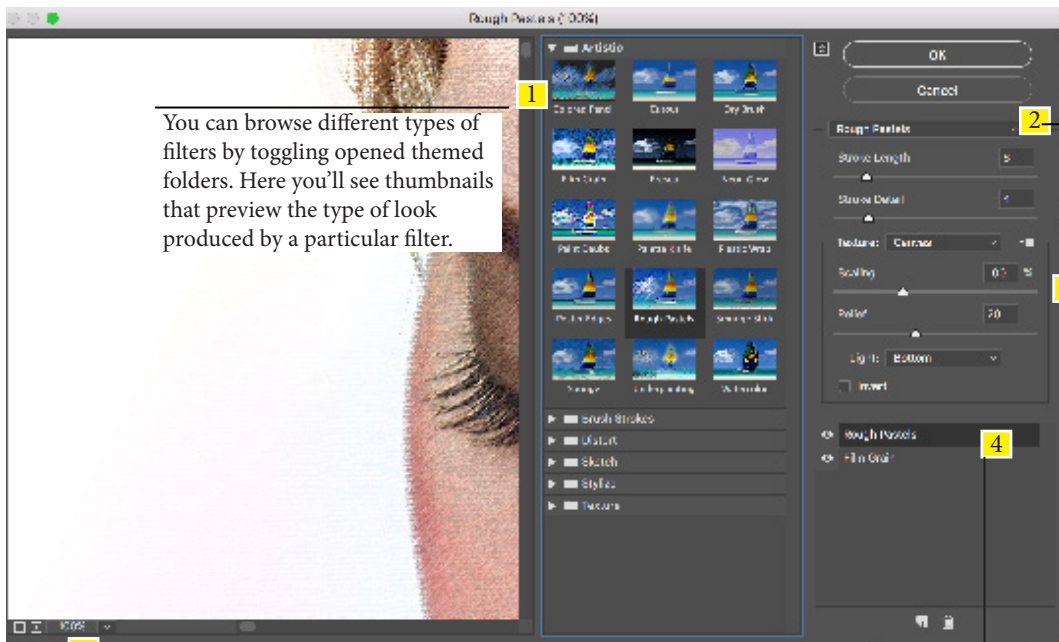 Rough Pastels (100%)
1
You can browse different types of
filters by toggling opened themed
folders. Here you'll see thumbnails
that preview the type of look
produced by a particular filter.
Artistic
Colored Pencil Cutout Dry Brush
Film Grain Fresco Neon Glow
Paint Daubs Palette Knife Plastic Wrap
Poster Edges Rough Pastels Smudge Stick
Sponge Underpainting Watercolor
Brush Strokes
Distort
Sketch
Stylize
Texture
OK
Cancel
Rough Pastels
2
Stroke Length 6
Stroke Detail 4
Texture: Canvas
Scaling %
Relief 20
Light: Bottom
Invert
Rough Pastels
4
Film Grain
100%